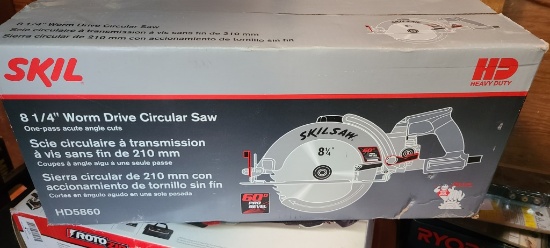 8 1/4" Worm Drive Circular Saw
Scie circulaire à transmission à vis sans fin de 210 mm
Sierra circular de 210 mm con accionamiento de tornillo sin fin
SKIL
HD
HEAVY DUTY
8 1/4" Worm Drive Circular Saw
One-pass acute angle cuts
Scie circulaire à transmission
à vis sans fin de 210 mm
Coupes à angle aigu à une seule passe
Sierra circular de 210 mm con
accionamiento de tornillo sin fin
Cortes en ángulo agudo en una sola pasada
HD5860
SKILSAW
8¼"
60°
PRO
BEVEL
ROTO
RYOBI